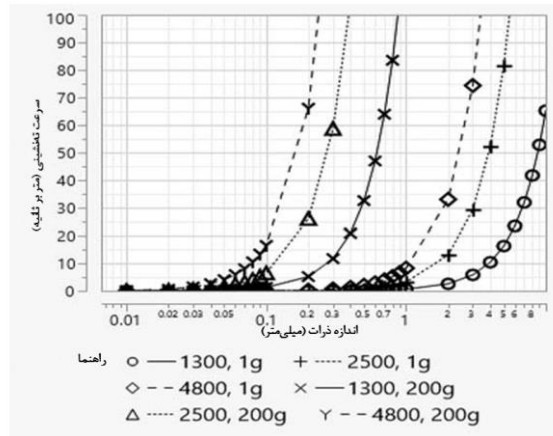 100
90
80
70
60
50
40
30
20
10
0
سرعت ته‌نشینی (متر بر ثانیه)
0.01 0.02 0.03 0.05 0.1 0.2 0.3 0.5 0.7 1 2 3 4 5 6 8
اندازه ذرات (میلی‌متر)
راهنما
1300, 1g 2500, 1g
4800, 1g 1300, 200g
2500, 200g 4800, 200g